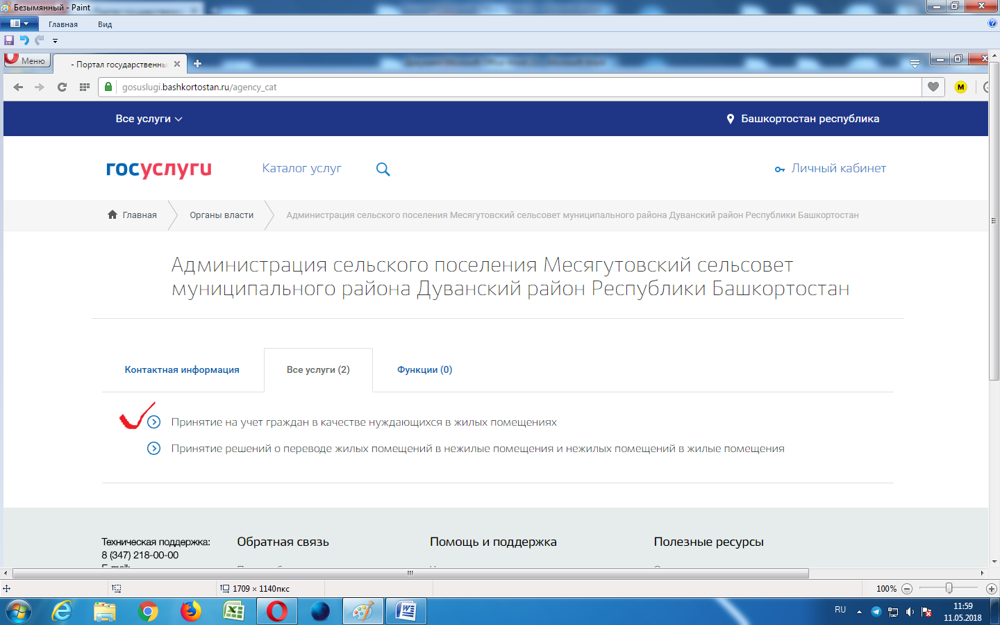 Безымянный - Paint
Главная Вид
Меню
- Портал государственны
gosuslugi.bashkortostan.ru/agency_cat
M
Все услуги
Башкортостан республика
госуслуги
Каталог услуг
Личный кабинет
Главная
Органы власти
Администрация сельского поселения Месягутовский сельсовет муниципального района Дуванский район Республики Башкортостан
Администрация сельского поселения Месягутовский сельсовет
муниципального района Дуванский район Республики Башкортостан
Контактная информация
Все услуги (2)
Функции (0)
Принятие на учет граждан в качестве нуждающихся в жилых помещениях
Принятие решений о переводе жилых помещений в нежилые помещения и нежилых помещений в жилые помещения
Техническая поддержка:
8 (347) 218-00-00
Обратная связь
Помощь и поддержка
Полезные ресурсы
1709 × 1140пкс
100%
RU
11:59
11.05.2018